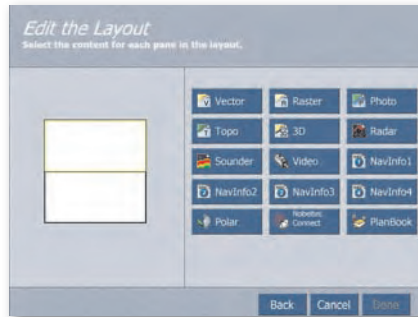 Edit the Layout
Select the content for each pane in the layout.
Vector Raster Photo
Topo 3D Radar
Sounder Video NavInfo1
NavInfo2 NavInfo3 NavInfo4
Polar Nobeltec Connect PlanBook
Back Cancel Done